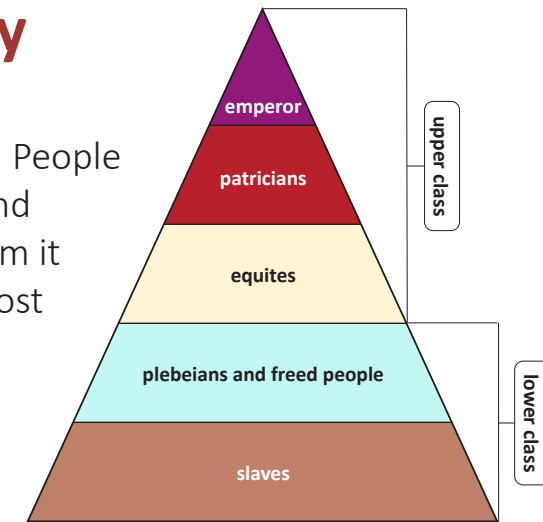 y
People
nd
m it
ost
emperor
patricians
equites
plebeians and freed people
slaves
upper class
lower class